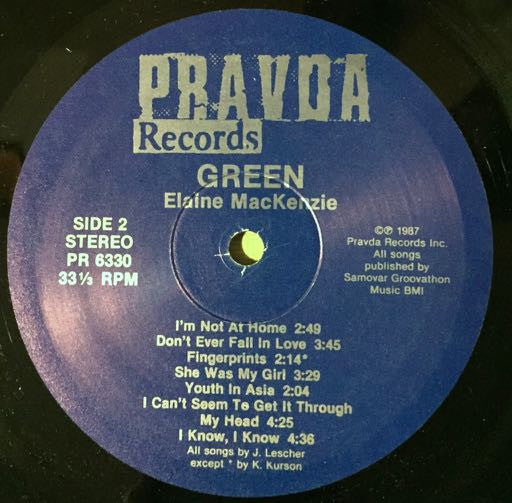 PRAVDA
Records
GREEN
Elaine MacKenzie
SIDE 2
STEREO
PR 6330
33⅓ RPM
©℗ 1987
Pravda Records Inc.
All songs
published by
Samovar Groovathon
Music BMI
I'm Not At Home 2:49
Don't Ever Fall In Love 3:45
Fingerprints 2:14*
She Was My Girl 3:29
Youth In Asia 2:04
I Can't Seem To Get It Through
My Head 4:25
I Know, I Know 4:36
All songs by J. Lescher
except * by K. Kurson